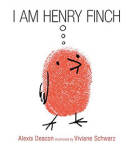 I AM HENRY FINCH
Alexis Deacon illustrated by Viviane Schwarz